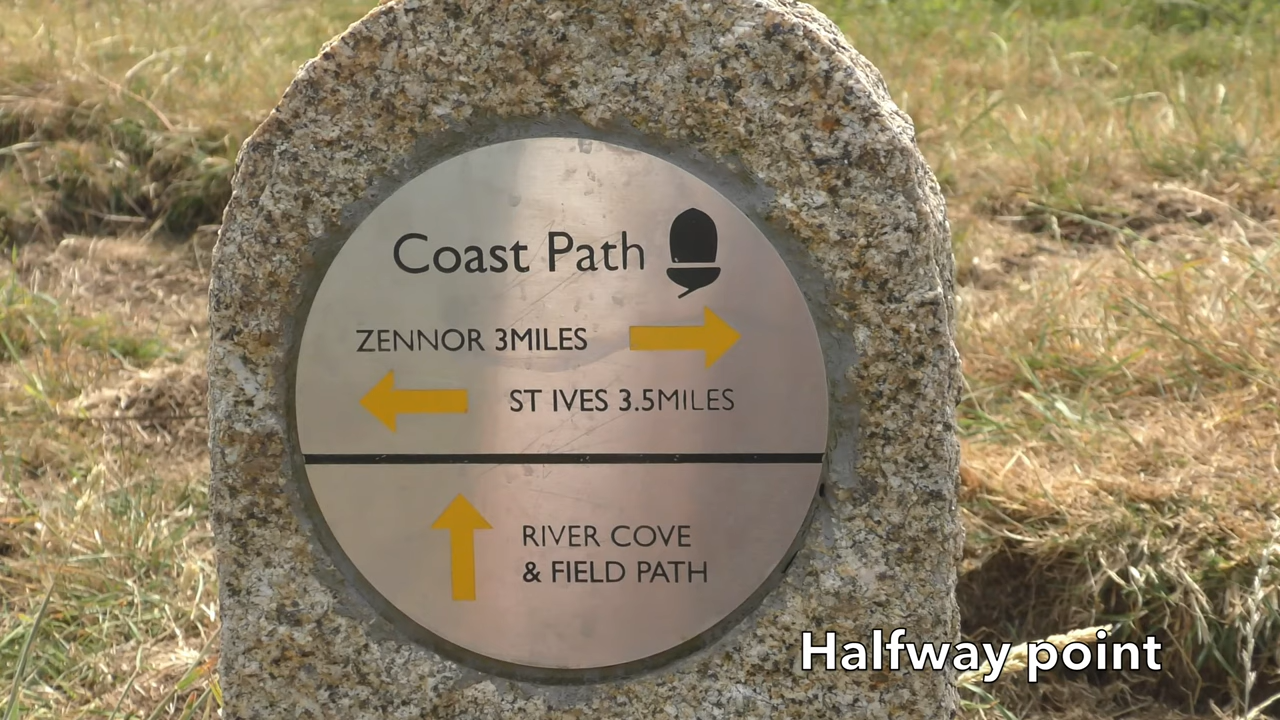 Coast Path
ZENNOR 3MILES
ST IVES 3.5MILES
RIVER COVE
& FIELD PATH
Halfway point